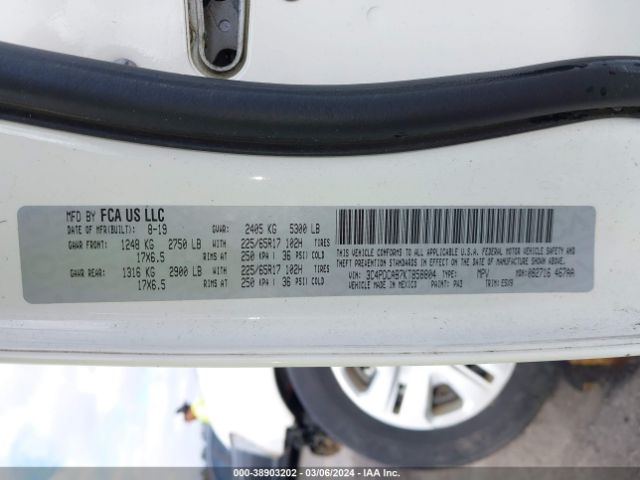 MFD BY FCA US LLC
DATE OF MFR(BUILT): 8-19 GVWR: 2405 KG 5300 LB
GAWR FRONT: 1248 KG 2750 LB WITH 225/65R17 102H TIRES
17X6.5 RIMS AT 250 KPA( 36 PSI)COLD
GAWR REAR: 1316 KG 2900 LB WITH 225/65R17 102H TIRES
17X6.5 RIMS AT 250 KPA( 36 PSI)COLD
THIS VEHICLE CONFORMS TO ALL APPLICABLE U.S.A. FEDERAL MOTOR VEHICLE SAFETY, BUMPER, AND
THEFT PREVENTION STANDARDS IN EFFECT ON THE DATE OF MANUFACTURE SHOWN ABOVE.
VIN: 3C4PDCAB7KT858804 TYPE: MPV MDH: 082716 467AA
VEHICLE MADE IN MEXICO PAINT: PW3 TRIM: E5X9
000-38903202 - 03/06/2024 - IAA Inc.